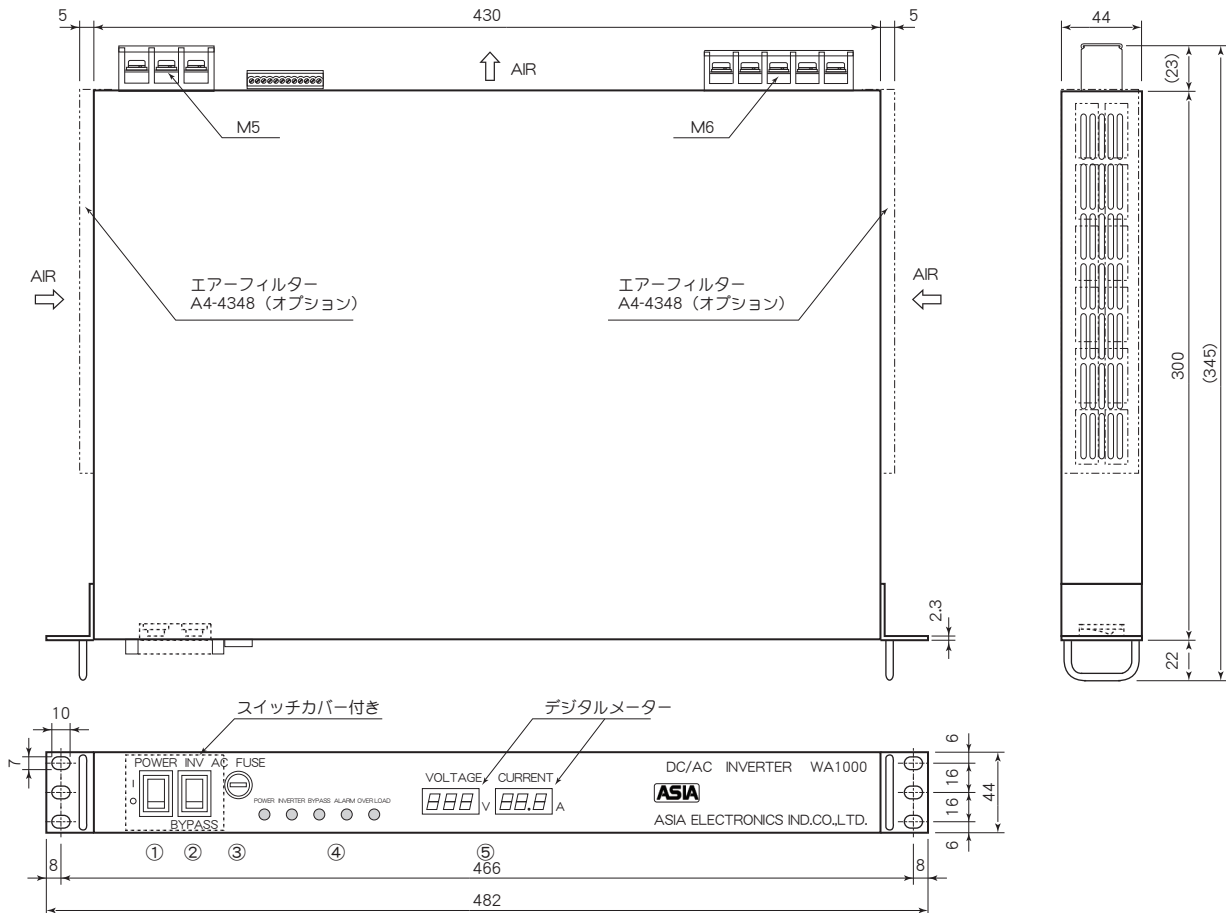 5
430
5
44
AIR
(23)
M5
M6
AIR
エアーフィルター
A4-4348（オプション）
エアーフィルター
A4-4348（オプション）
AIR
300
(345)
2.3
22
10
スイッチカバー付き
デジタルメーター
7
POWER INV AC FUSE
I
○
BYPASS
POWER INVERTER BYPASS ALARM OVERLOAD
VOLTAGE CURRENT
888 V 88.8 A
DC/AC INVERTER WA1000
ASIA
ASIA ELECTRONICS IND.CO.,LTD.
6
16
16
6
44
① ② ③ ④ ⑤
8
466
8
482